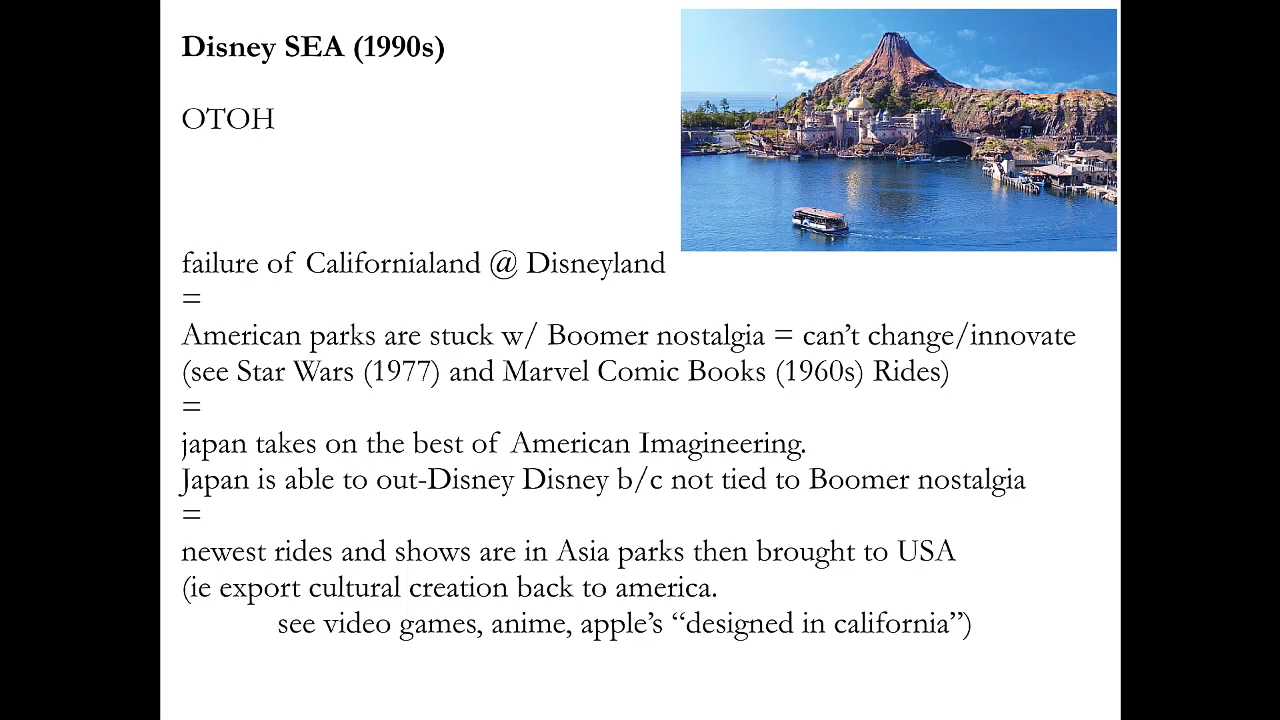 Disney SEA (1990s)
OTOH
failure of Californialand @ Disneyland
=
American parks are stuck w/ Boomer nostalgia = can’t change/innovate
(see Star Wars (1977) and Marvel Comic Books (1960s) Rides)
=
japan takes on the best of American Imagineering.
Japan is able to out-Disney Disney b/c not tied to Boomer nostalgia
=
newest rides and shows are in Asia parks then brought to USA
(ie export cultural creation back to america.
see video games, anime, apple’s “designed in california”)